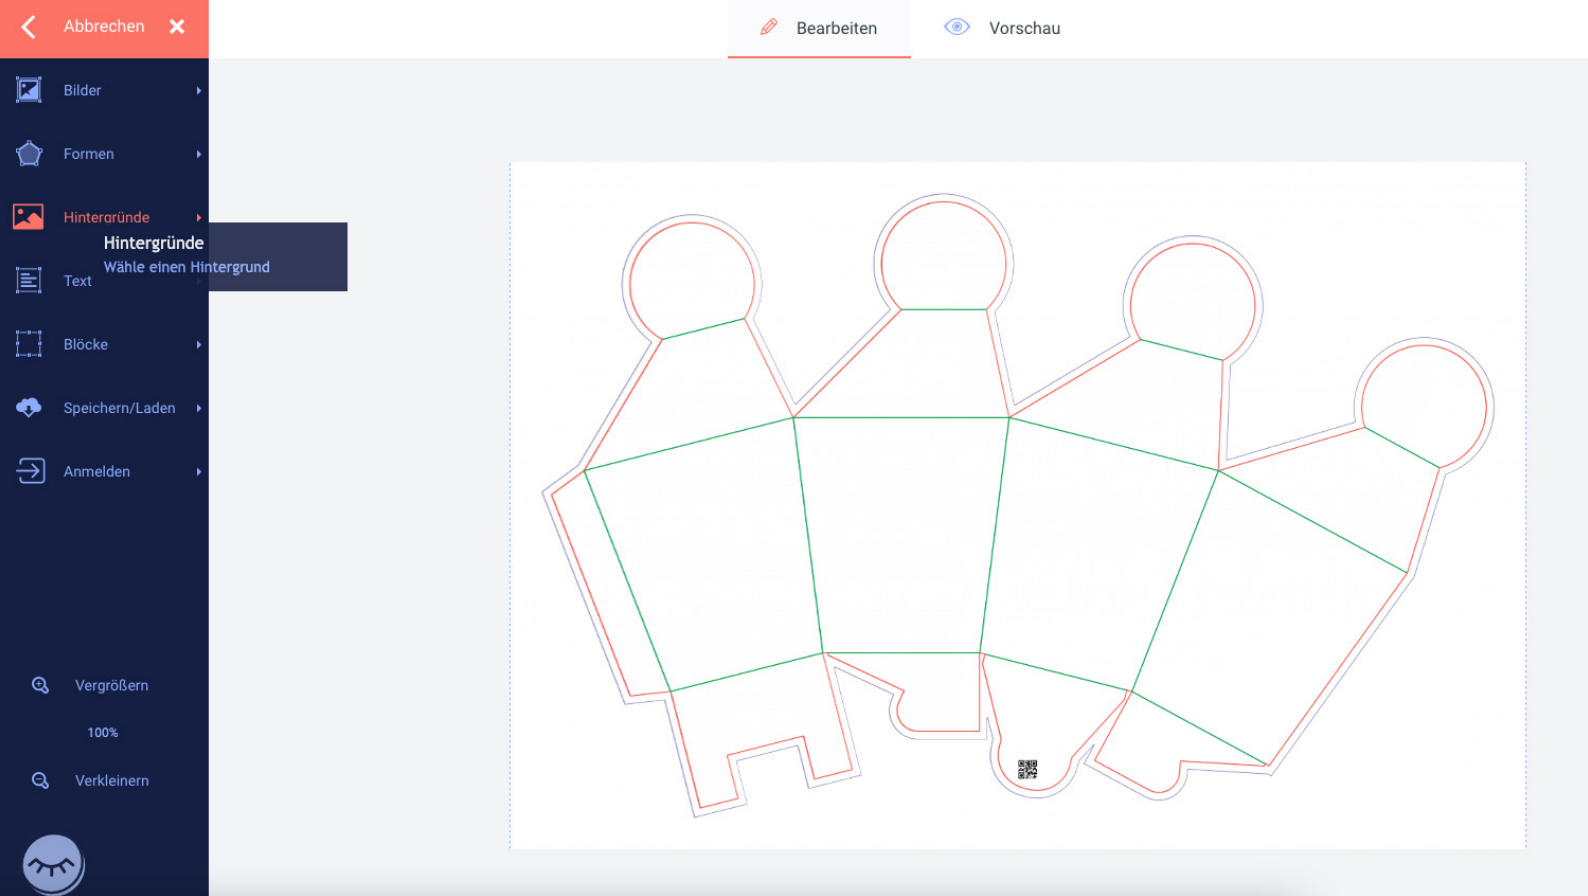 Abbrechen
Bearbeiten
Vorschau
Bilder
Formen
Hintergründe
Hintergründe
Wähle einen Hintergrund
Text
Blöcke
Speichern/Laden
Anmelden
Vergrößern
100%
Verkleinern